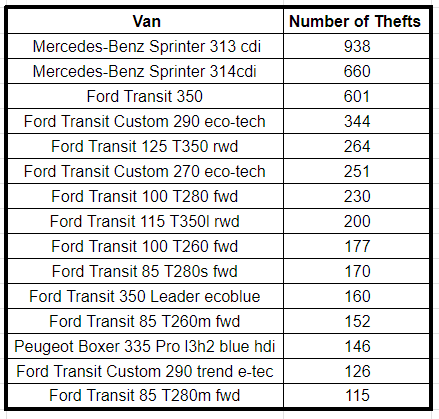 Van Number of Thefts
Mercedes-Benz Sprinter 313 cdi 938
Mercedes-Benz Sprinter 314cdi 660
Ford Transit 350 601
Ford Transit Custom 290 eco-tech 344
Ford Transit 125 T350 rwd 264
Ford Transit Custom 270 eco-tech 251
Ford Transit 100 T280 fwd 230
Ford Transit 115 T350l rwd 200
Ford Transit 100 T260 fwd 177
Ford Transit 85 T280s fwd 170
Ford Transit 350 Leader ecoblue 160
Ford Transit 85 T260m fwd 152
Peugeot Boxer 335 Pro l3h2 blue hdi 146
Ford Transit Custom 290 trend e-tec 126
Ford Transit 85 T280m fwd 115